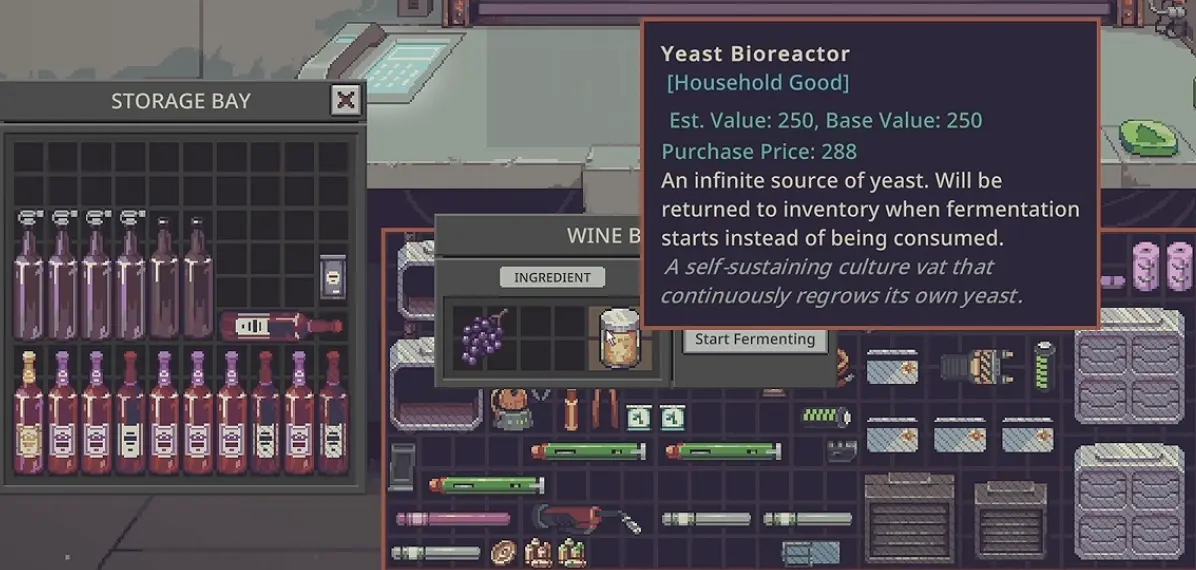 STORAGE BAY
Yeast Bioreactor
[Household Good]
Est. Value: 250, Base Value: 250
Purchase Price: 288
An infinite source of yeast. Will be
returned to inventory when fermentation
starts instead of being consumed.
A self-sustaining culture vat that
continuously regrows its own yeast.
WINE B
INGREDIENT
Start Fermenting